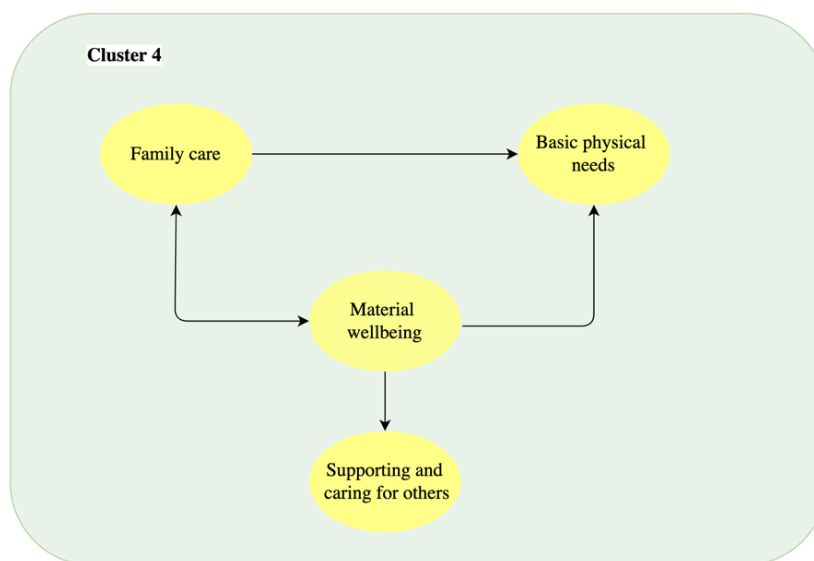 Cluster 4
Family care
Basic physical
needs
Material
wellbeing
Supporting and
caring for others